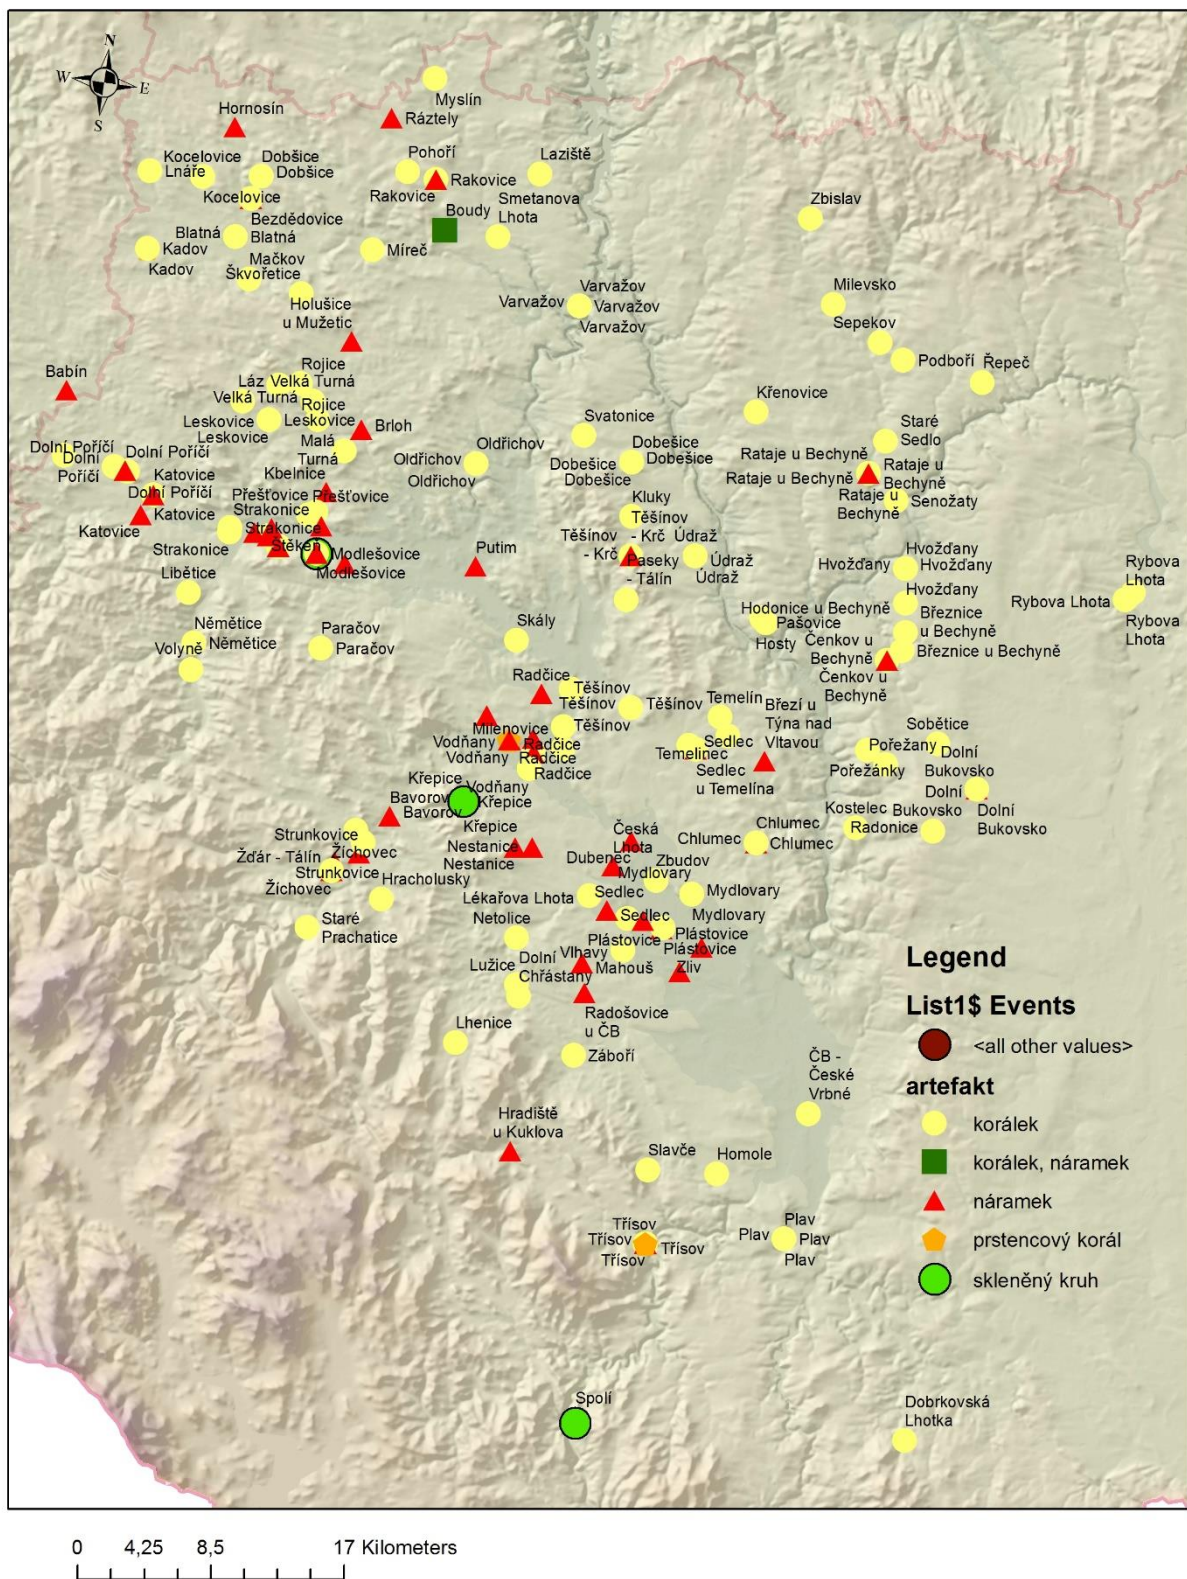 N
W
E
S
Myslín
Hornosín
Ráztely
Kocelovice
Lnáře
Dobšice
Dobšice
Pohoří
Laziště
Rakovice
Rakovice
Kocelovice
Smetanova
Lhota
Boudy
Bezdědovice
Zbislav
Blatná
Blatná
Kadov
Kadov
Míreč
Mačkov
Škvořetice
Holušice
u Mužetic
Varvažov
Varvažov
Varvažov
Varvažov
Milevsko
Sepekov
Podboří
Řepeč
Babín
Rojice
Láz
Velká Turná
Velká Turná
Rojice
Křenovice
Leskovice
Leskovice
Leskovice
Brloh
Svatonice
Staré
Sedlo
Malá
Turná
Oldřichov
Oldřichov
Oldřichov
Dobešice
Dobešice
Dobešice
Dobešice
Dolní Poříčí
Dolní
Poříčí
Dolní Poříčí
Dolní Poříčí
Katovice
Katovice
Katovice
Kbelnice
Rataje u Bechyně
Rataje u Bechyně
Rataje u
Bechyně
Rataje u
Bechyně
Senožaty
Přešťovice
Přešťovice
Strakonice
Strakonice
Strakonice
Štěkeň
Modlešovice
Modlešovice
Kluky
Těšínov
- Krč
Těšínov
- Krč
Údraž
Údraž
Údraž
Paseky
- Tálín
Putim
Hvožďany
Hvožďany
Hvožďany
Hvožďany
Rybova
Lhota
Rybova Lhota
Rybova
Lhota
Libětice
Hodonice u Bechyně
Pašovice
Hosty
Březnice
u Bechyně
Březnice u Bechyně
Čenkov u
Bechyně
Čenkov u
Bechyně
Němětice
Němětice
Volyně
Paračov
Paračov
Skály
Radčice
Těšínov
Těšínov
Těšínov
Těšínov
Temelín
Březí u
Týna nad
Vltavou
Sobětice
Milenovice
Vodňany
Vodňany
Radčice
Radčice
Radčice
Temelinec
Sedlec
Sedlec
u Temelína
Pořežany
Pořežánky
Dolní
Bukovsko
Dolní
Bukovsko
Dolní
Bukovsko
Křepice
Vodňany
Křepice
Křepice
Bavorov
Bavorov
Kostelec
Radonice
Strunkovice
Strunkovice
Žichovec
Žichovec
Žďár - Tálín
Nestanice
Nestanice
Česká
Lhota
Chlumec
Chlumec
Chlumec
Dubenec
Zbudov
Mydlovary
Mydlovary
Mydlovary
Hracholusky
Lékařova Lhota
Sedlec
Sedlec
Netolice
Staré
Prachatice
Plástovice
Plástovice
Plástovice
Vlhavy
Mahouš
Zliv
Dolní
Chřástany
Lužice
Radošovice
u ČB
Lhenice
Záboří
ČB -
České
Vrbné
Hradiště
u Kuklova
Slavče
Homole
Třísov
Třísov
Třísov
Třísov
Plav
Plav
Plav
Plav
Spolí
Dobrkovská
Lhotka
Legend
List1$ Events
<all other values>
artefakt
korálek
korálek, náramek
náramek
prstencový korál
skleněný kruh
0 4,25 8,5 17 Kilometers